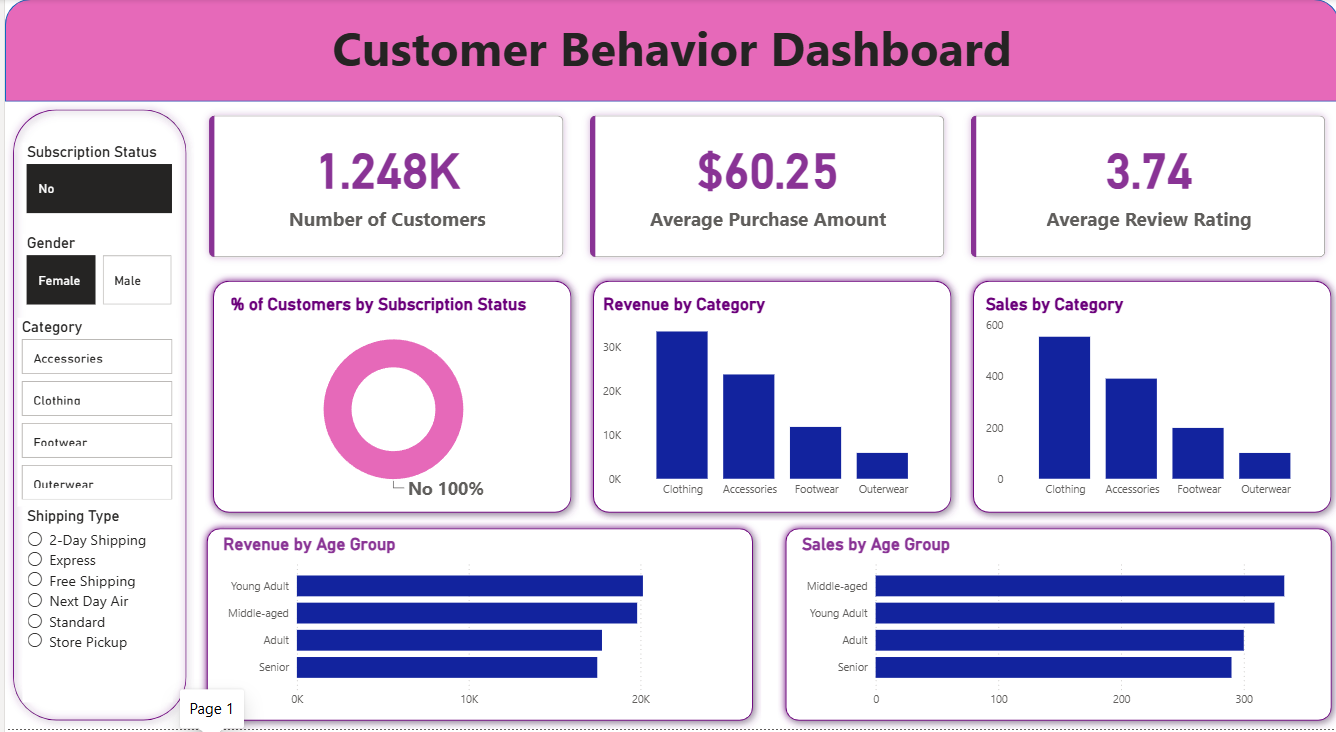 Customer Behavior Dashboard
Subscription Status
No
Gender
Female
Male
Category
Accessories
Clothing
Footwear
Outerwear
Shipping Type
2-Day Shipping
Express
Free Shipping
Next Day Air
Standard
Store Pickup
1.248K
Number of Customers
$60.25
Average Purchase Amount
3.74
Average Review Rating
% of Customers by Subscription Status
No 100%
Revenue by Category
30K
20K
10K
0K
Clothing Accessories Footwear Outerwear
Sales by Category
600
400
200
0
Clothing Accessories Footwear Outerwear
Revenue by Age Group
Young Adult
Middle-aged
Adult
Senior
0K 10K 20K
Sales by Age Group
Middle-aged
Young Adult
Adult
Senior
0 100 200 300
Page 1